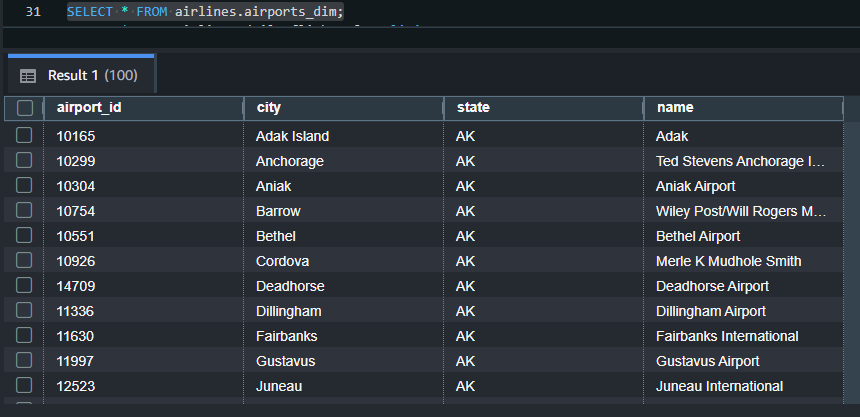 31 SELECT * FROM airlines.airports_dim;
Result 1 (100)
airport_id city state name
10165 Adak Island AK Adak
10299 Anchorage AK Ted Stevens Anchorage I...
10304 Aniak AK Aniak Airport
10754 Barrow AK Wiley Post/Will Rogers M...
10551 Bethel AK Bethel Airport
10926 Cordova AK Merle K Mudhole Smith
14709 Deadhorse AK Deadhorse Airport
11336 Dillingham AK Dillingham Airport
11630 Fairbanks AK Fairbanks International
11997 Gustavus AK Gustavus Airport
12523 Juneau AK Juneau International